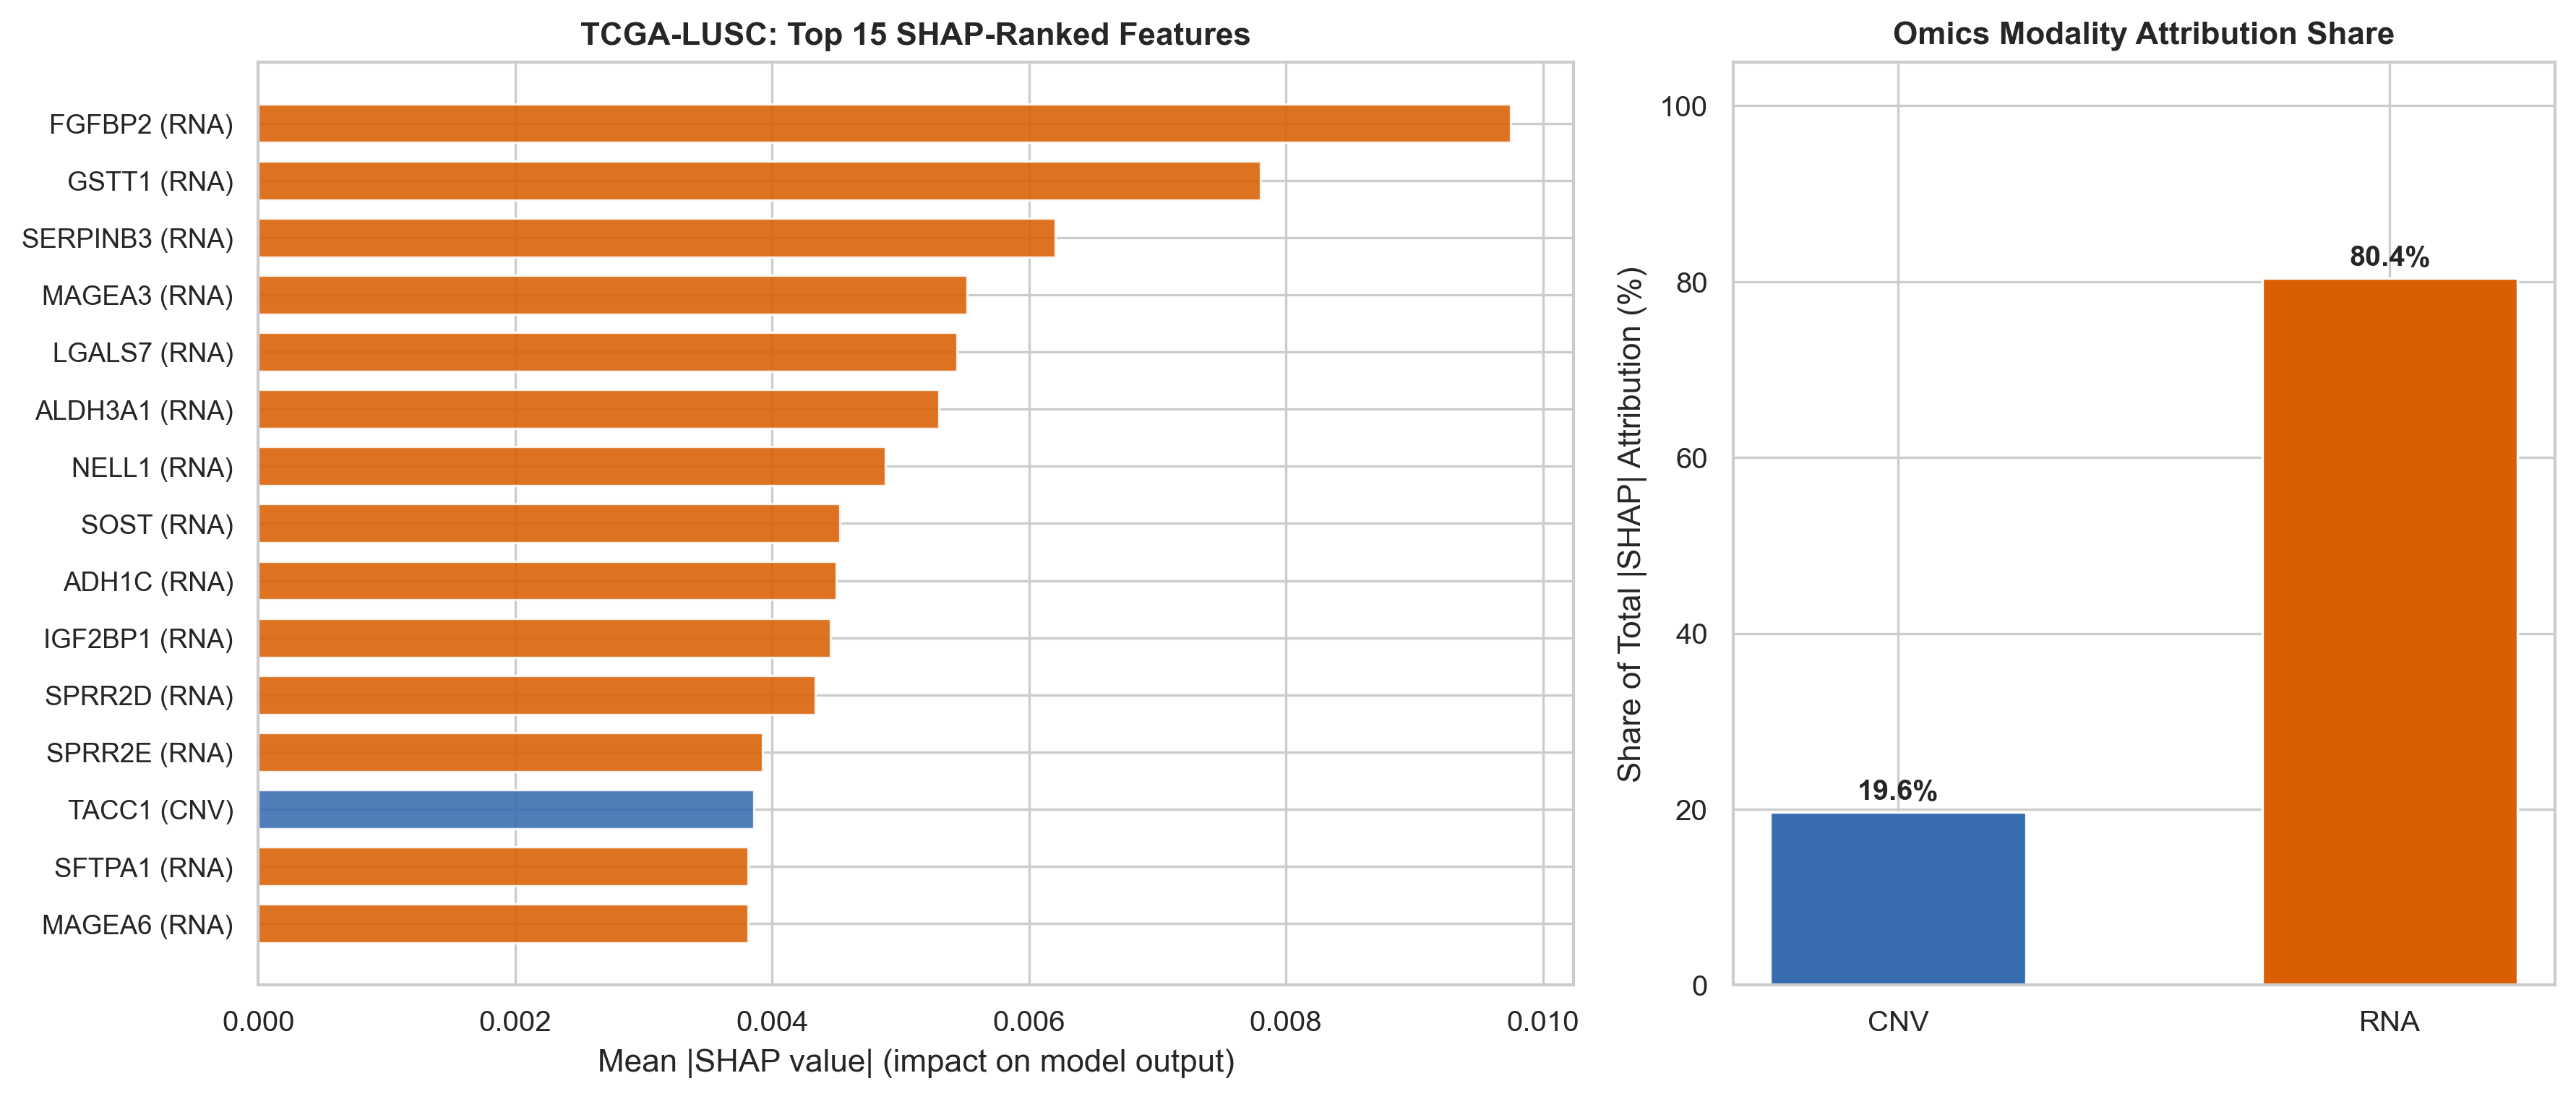 TCGA-LUSC: Top 15 SHAP-Ranked Features
FGFBP2 (RNA)
GSTT1 (RNA)
SERPINB3 (RNA)
MAGEA3 (RNA)
LGALS7 (RNA)
ALDH3A1 (RNA)
NELL1 (RNA)
SOST (RNA)
ADH1C (RNA)
IGF2BP1 (RNA)
SPRR2D (RNA)
SPRR2E (RNA)
TACC1 (CNV)
SFTPA1 (RNA)
MAGEA6 (RNA)
0.000 0.002 0.004 0.006 0.008 0.010
Mean |SHAP value| (impact on model output)
Omics Modality Attribution Share
Share of Total |SHAP| Attribution (%)
100
80
60
40
20
0
19.6%
80.4%
CNV RNA